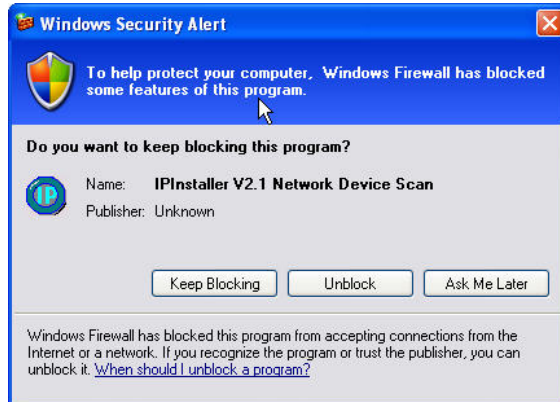 Windows Security Alert
To help protect your computer, Windows Firewall has blocked
some features of this program.
Do you want to keep blocking this program?
IP
Name: IPInstaller V2.1 Network Device Scan
Publisher: Unknown
Keep Blocking Unblock Ask Me Later
Windows Firewall has blocked this program from accepting connections from the
Internet or a network. If you recognize the program or trust the publisher, you can
unblock it. When should I unblock a program?